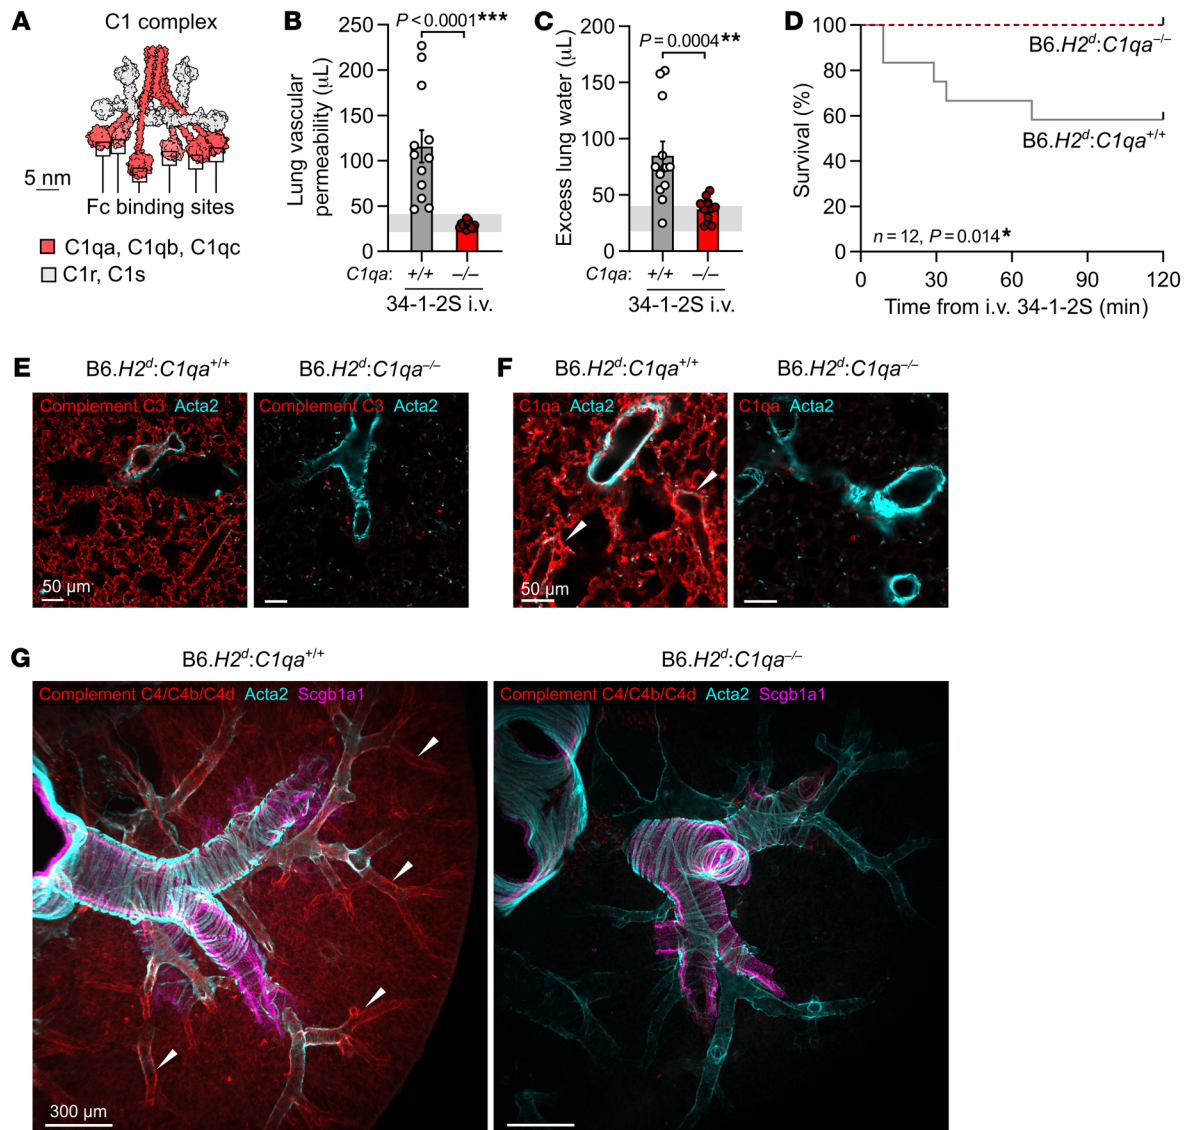 A
C1 complex
5 nm
Fc binding sites
C1qa, C1qb, C1qc
C1r, C1s
B
P < 0.0001***
Lung vascular
permeability (μL)
250
200
150
100
50
0
C1qa: +/+ –/–
34-1-2S i.v.
C
P = 0.0004 **
Excess lung water (μL)
200
150
100
50
0
C1qa: +/+ –/–
34-1-2S i.v.
D
Survival (%)
100
80
60
40
20
0
B6.H2ᵈ:C1qa⁻/⁻
B6.H2ᵈ:C1qa⁺/⁺
n = 12, P = 0.014 *
0 30 60 90 120
Time from i.v. 34-1-2S (min)
E
B6.H2ᵈ:C1qa⁺/⁺
B6.H2ᵈ:C1qa⁻/⁻
Complement C3 Acta2
Complement C3 Acta2
50 μm
F
B6.H2ᵈ:C1qa⁺/⁺
B6.H2ᵈ:C1qa⁻/⁻
C1qa Acta2
C1qa Acta2
50 μm
G
B6.H2ᵈ:C1qa⁺/⁺
B6.H2ᵈ:C1qa⁻/⁻
Complement C4/C4b/C4d Acta2 Scgb1a1
Complement C4/C4b/C4d Acta2 Scgb1a1
300 μm